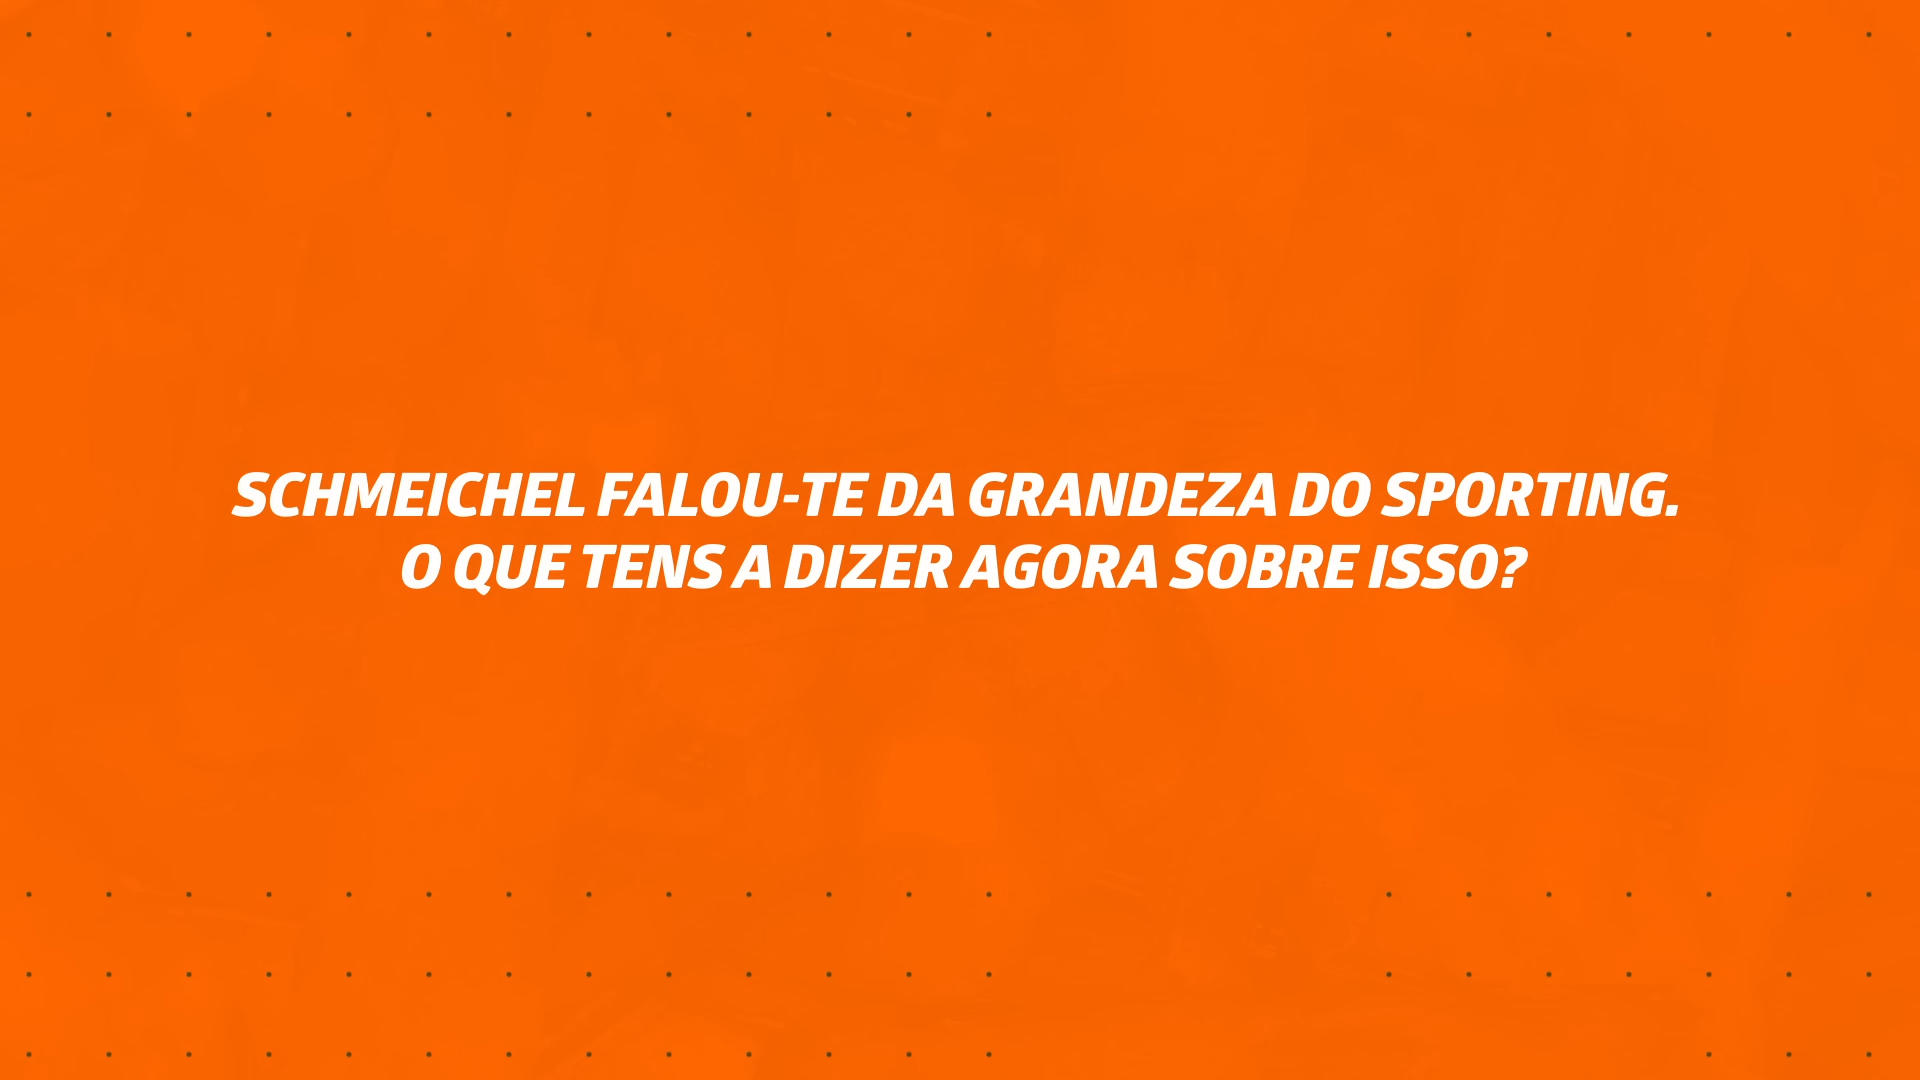 SCHMEICHEL FALOU-TE DA GRANDEZA DO SPORTING.
O QUE TENS A DIZER AGORA SOBRE ISSO?